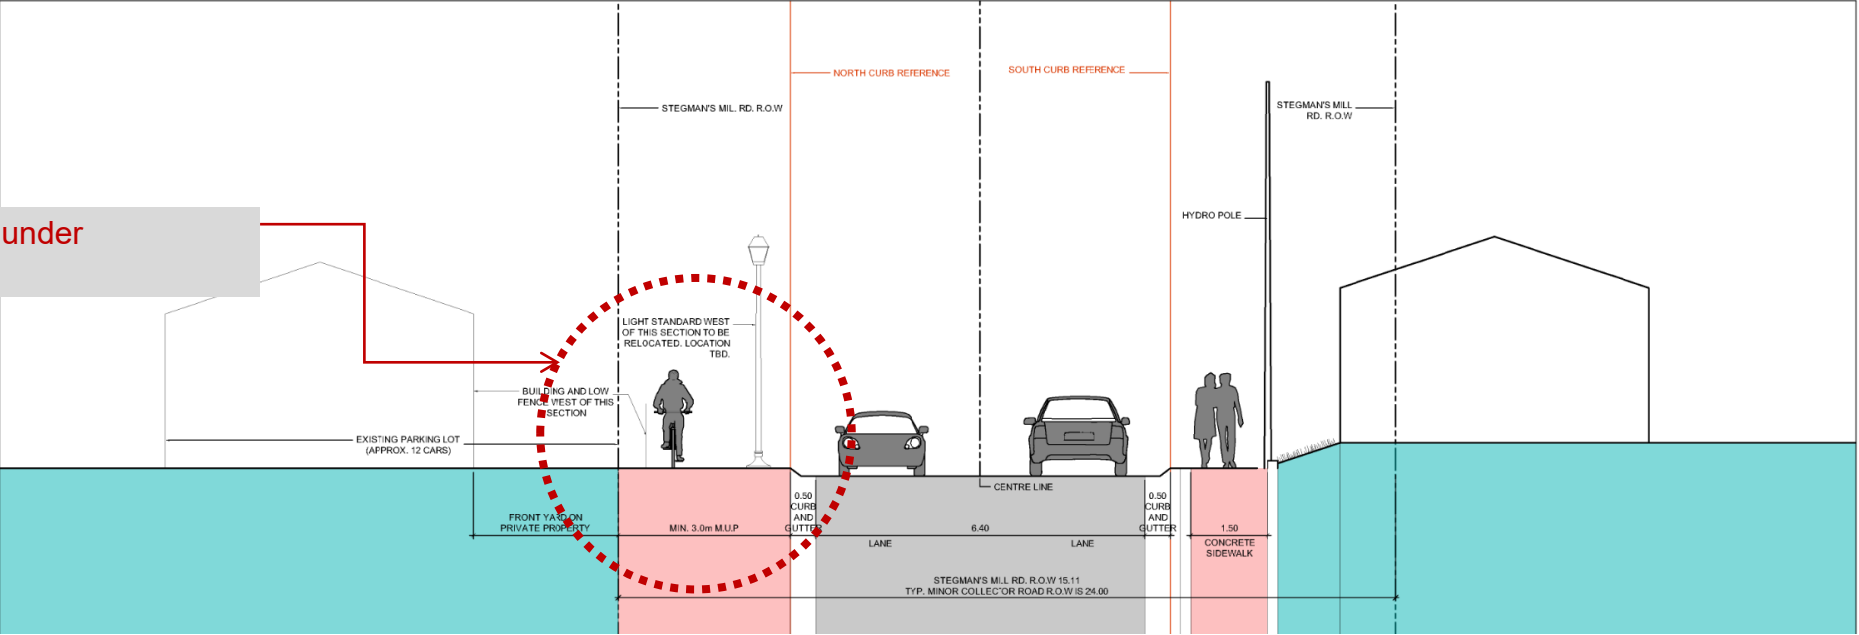 NORTH CURB REFERENCE
SOUTH CURB REFERENCE
STEGMAN'S MIL. RD. R.O.W
STEGMAN'S MILL
RD. R.O.W
HYDRO POLE
under
LIGHT STANDARD WEST
OF THIS SECTION TO BE
RELOCATED. LOCATION
TBD.
BUILDING AND LOW
FENCE WEST OF THIS
SECTION
EXISTING PARKING LOT
(APPROX. 12 CARS)
CENTRE LINE
FRONT YARD ON
PRIVATE PROPERTY
MIN. 3.0m M.U.P
0.50
CURB
AND
GUTTER
6.40
LANE
LANE
0.50
CURB
AND
GUTTER
1.50
CONCRETE
SIDEWALK
STEGMAN'S MILL RD. R.O.W 15.11
TYP. MINOR COLLECTOR ROAD R.O.W IS 24.00